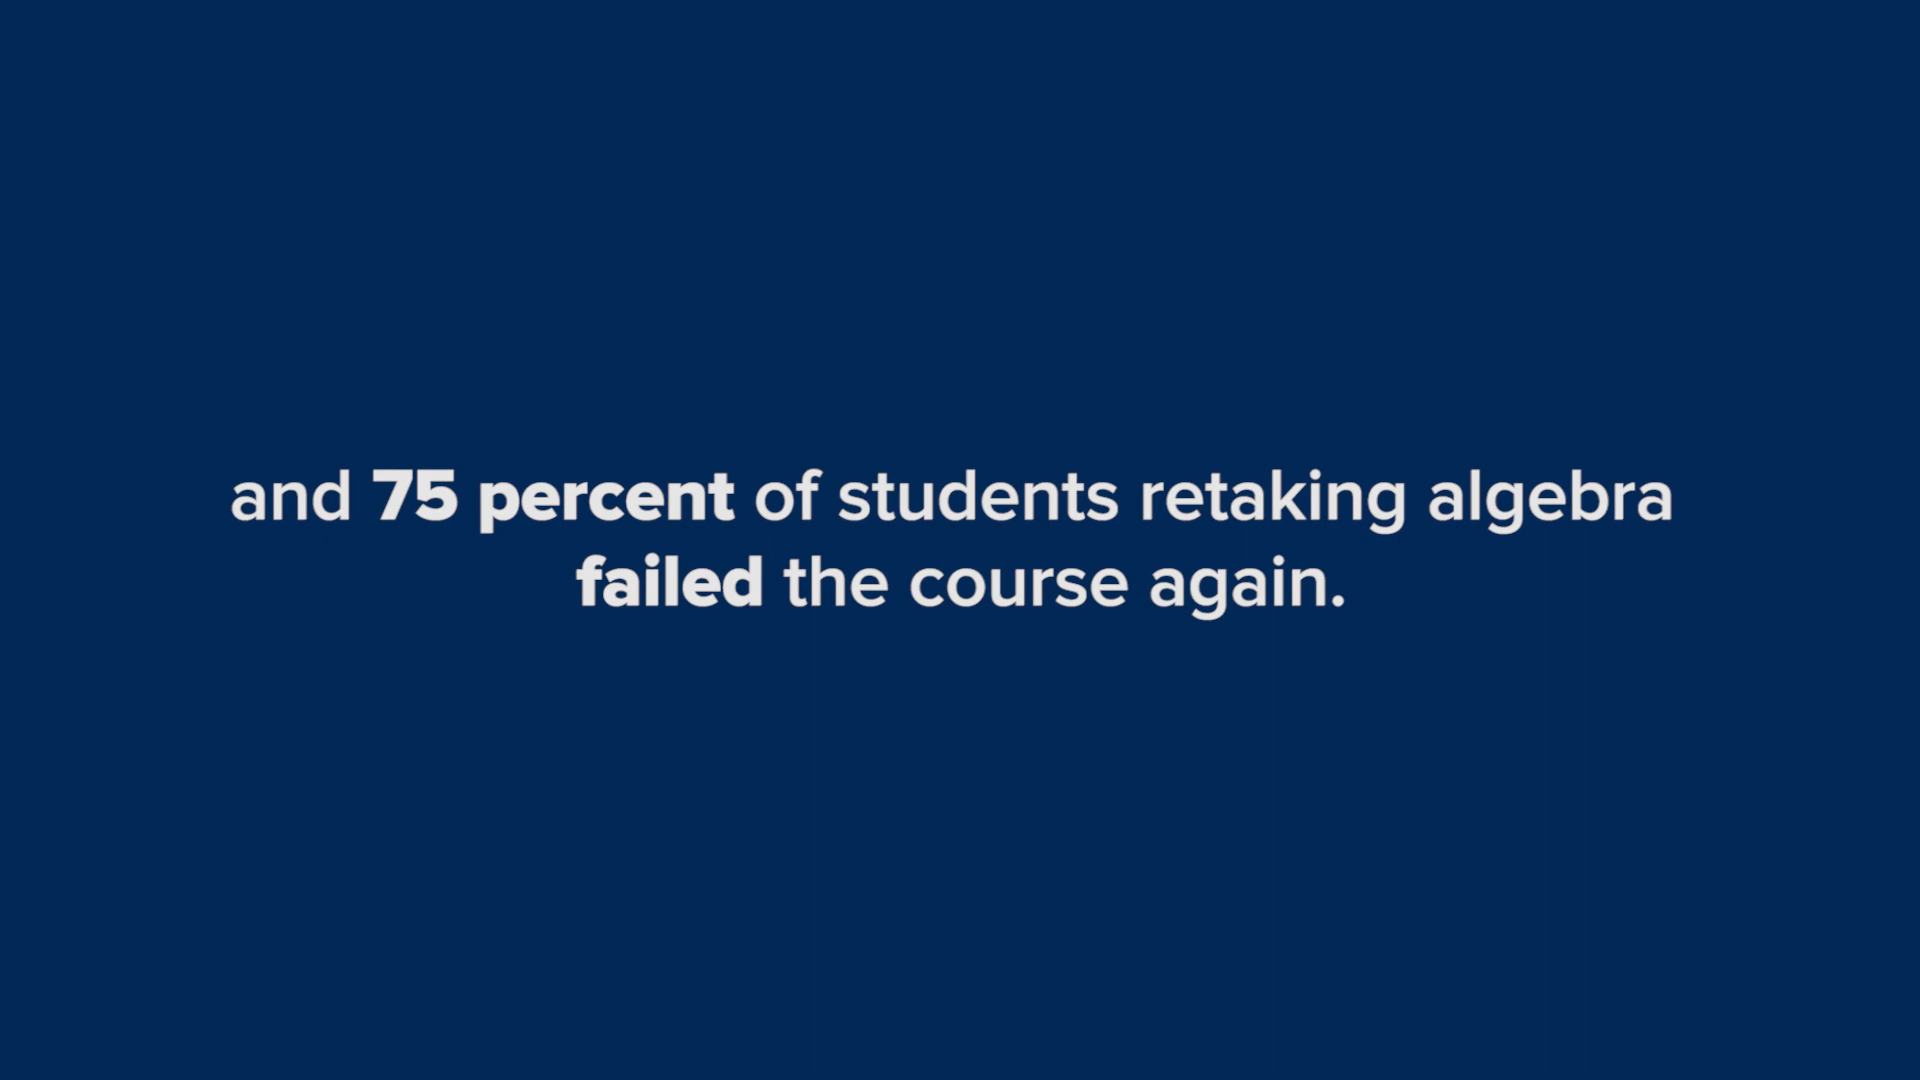 and 75 percent of students retaking algebra
failed the course again.